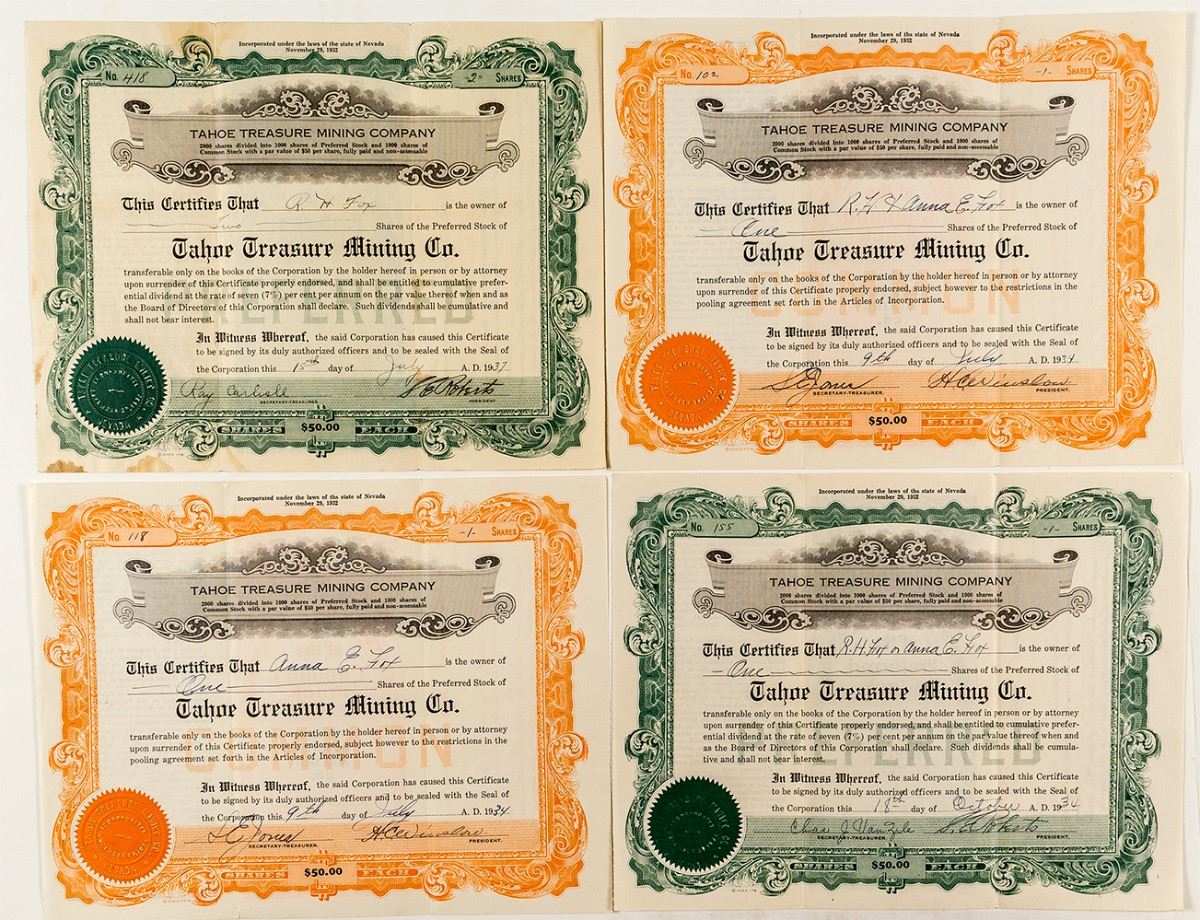 Incorporated under the laws of the state of Nevada
November 29, 1932
No. 418 -2- SHARES
TAHOE TREASURE MINING COMPANY
2000 shares divided into 1000 shares of Preferred Stock and 1000 shares of
Common Stock with a par value of $50 per share, fully paid and non-assessable
This Certifies That R H Fox is the owner of
Two Shares of the Preferred Stock of
Tahoe Treasure Mining Co.
transferable only on the books of the Corporation by the holder hereof in person or by attorney
upon surrender of this Certificate properly endorsed, and shall be entitled to cumulative prefer-
ential dividend at the rate of seven (7%) per cent per annum on the par value thereof when and as
the Board of Directors of this Corporation shall declare. Such dividends shall be cumulative and
shall not bear interest.
PREFERRED
In Witness Whereof, the said Corporation has caused this Certificate
to be signed by its duly authorized officers and to be sealed with the Seal of
the Corporation this 15th day of July A. D. 1937
Ray Carlisle S E Roberts
SECRETARY-TREASURER. PRESIDENT.
SHARES $50.00 EACH
Incorporated under the laws of the state of Nevada
November 29, 1932
No. 102 -1- SHARES
TAHOE TREASURE MINING COMPANY
2000 shares divided into 1000 shares of Preferred Stock and 1000 shares of
Common Stock with a par value of $50 per share, fully paid and non-assessable
This Certifies That R. H & Anna E. Fox is the owner of
One Shares of the Preferred Stock of
Tahoe Treasure Mining Co.
transferable only on the books of the Corporation by the holder hereof in person or by attorney
upon surrender of this Certificate properly endorsed, subject however to the restrictions in the
pooling agreement set forth in the Articles of Incorporation.
COMMON
In Witness Whereof, the said Corporation has caused this Certificate
to be signed by its duly authorized officers and to be sealed with the Seal of
the Corporation this 9th day of July A. D. 1934
S E Jones H C Winslow
SECRETARY-TREASURER. PRESIDENT.
SHARES $50.00 EACH
Incorporated under the laws of ths state of Nevada
November 29, 1932
No. 118 -1- SHARES
TAHOE TREASURE MINING COMPANY
2000 shares divided into 1000 shares of Preferred Stock and 1000 shares of
Common Stock with a par value of $50 per share, fully paid and non-assessable
This Certifies That Anna E. Fox is the owner of
One Shares of the Preferred Stock of
Tahoe Treasure Mining Co.
transferable only on the books of the Corporation by the holder hereof in person or by attorney
upon surrender of this Certificate properly endorsed, subject however to the restrictions in the
pooling agreement set forth in the Articles of Incorporation.
COMMON
In Witness Whereof, the said Corporation has caused this Certificate
to be signed by its duly authorized officers and to be sealed with the Seal of
the Corporation this 9th day of July A. D. 1934
S E Jones H C Winslow
SECRETARY-TREASURER. PRESIDENT.
SHARES $50.00 EACH
Incorporated under the laws of ths state of Nevada
November 29, 1932
No. 155 -1- SHARES
TAHOE TREASURE MINING COMPANY
2000 shares divided into 1000 shares of Preferred Stock and 1000 shares of
Common Stock with a par value of $50 per share, fully paid and non-assessable
This Certifies That R.H. Fox or Anna E. Fox is the owner of
One Shares of the Preferred Stock of
Tahoe Treasure Mining Co.
transferable only on the books of the Corporation by the holder hereof in person or by attorney
upon surrender of this Certificate properly endorsed, and shall be entitled to cumulative prefer-
ential dividend at the rate of seven (7%) per cent per annum on the par value thereof when and
as the Board of Directors of this Corporation shall declare. Such dividends shall be cumula-
tive and shall not bear interest.
PREFERRED
In Witness Whereof, the said Corporation has caused this Certificate
to be signed by its duly authorized officers and to be sealed with the Seal of
the Corporation this 18th day of October A. D. 1934
Chas. J. Van Zile S. E. Roberts
SECRETARY-TREASURER. PRESIDENT.
SHARES $50.00 EACH